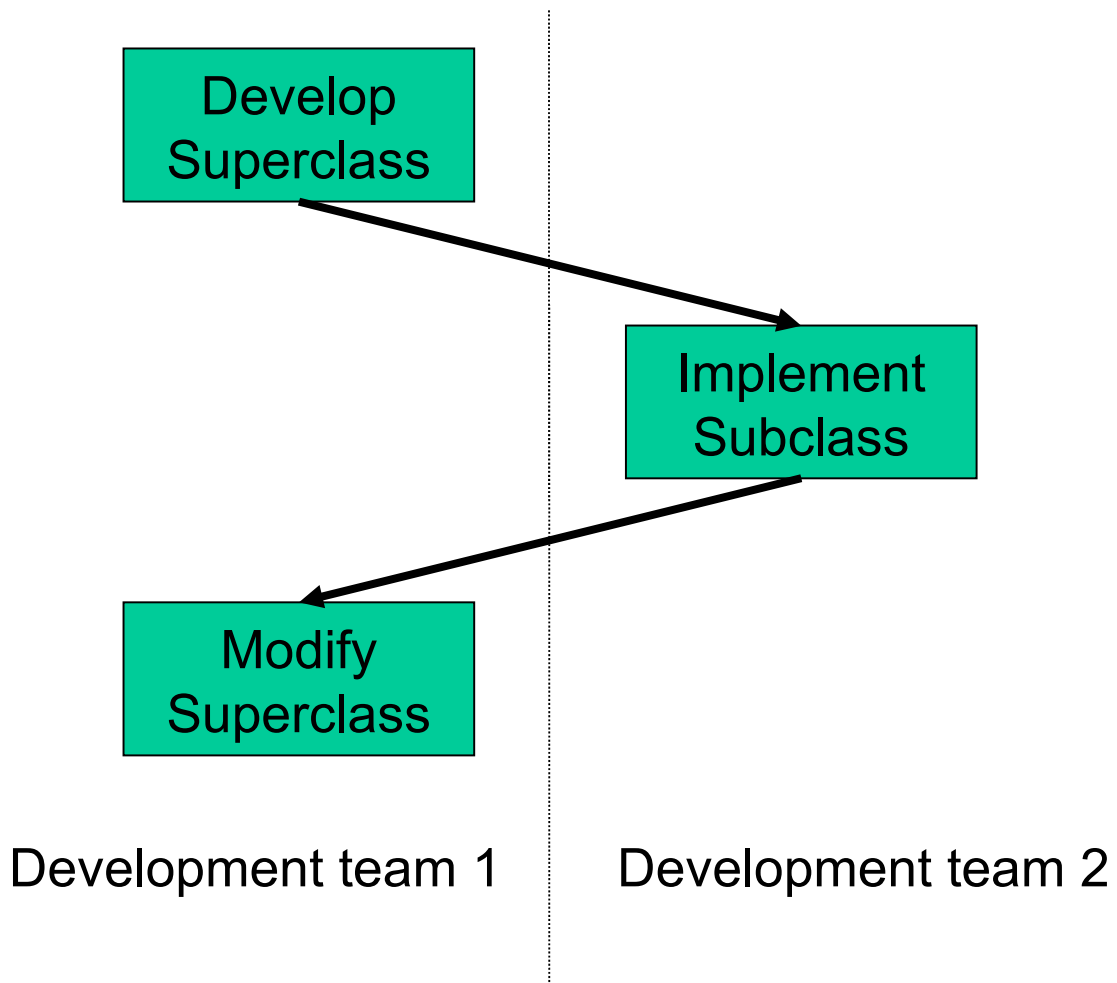 Develop
Superclass
Implement
Subclass
Modify
Superclass
Development team 1
Development team 2